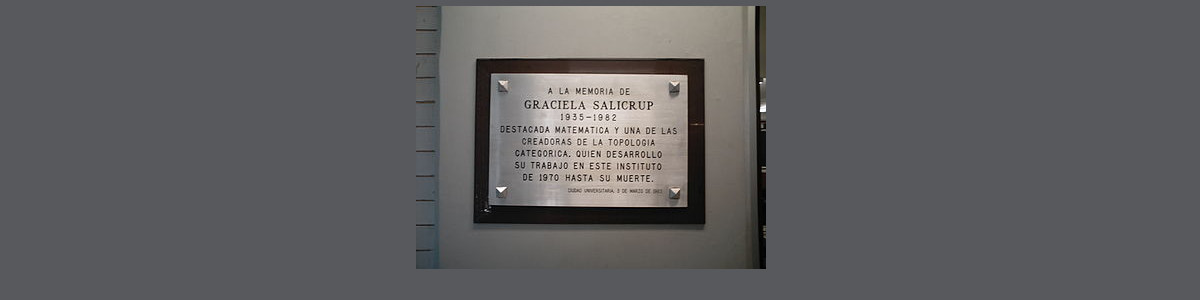 A LA MEMORIA DE
GRACIELA SALICRUP
1935-1982
DESTACADA MATEMATICA Y UNA DE LAS
CREADORAS DE LA TOPOLOGIA
CATEGORICA, QUIEN DESARROLLO
SU TRABAJO EN ESTE INSTITUTO
DE 1970 HASTA SU MUERTE.
CIUDAD UNIVERSITARIA, DE MARZO DE